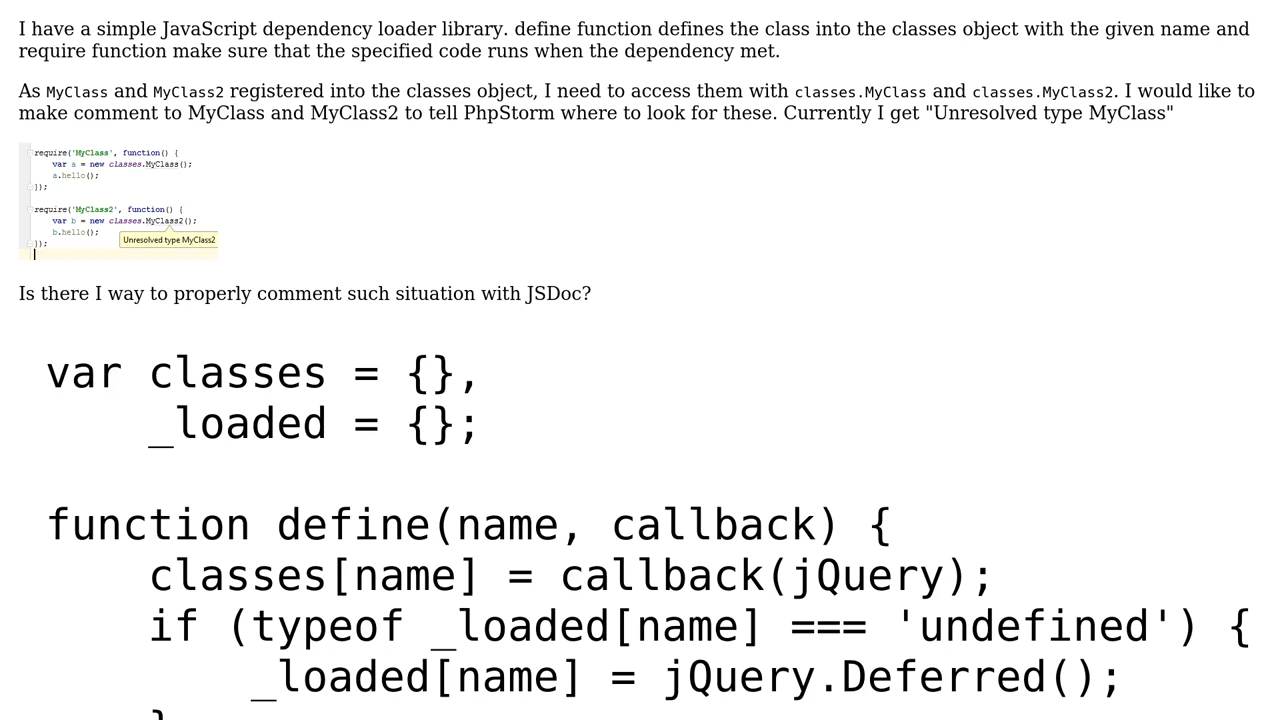 I have a simple JavaScript dependency loader library. define function defines the class into the classes object with the given name and
require function make sure that the specified code runs when the dependency met.
As MyClass and MyClass2 registered into the classes object, I need to access them with classes.MyClass and classes.MyClass2. I would like to
make comment to MyClass and MyClass2 to tell PhpStorm where to look for these. Currently I get "Unresolved type MyClass"
require('MyClass', function() {
    var a = new classes.MyClass();
    a.hello();
});
require('MyClass2', function() {
    var b = new classes.MyClass2();
    b.hello();
Unresolved type MyClass2
});
Is there I way to properly comment such situation with JSDoc?
var classes = {},
    _loaded = {};
function define(name, callback) {
    classes[name] = callback(jQuery);
    if (typeof _loaded[name] === 'undefined') {
        _loaded[name] = jQuery.Deferred();
    }